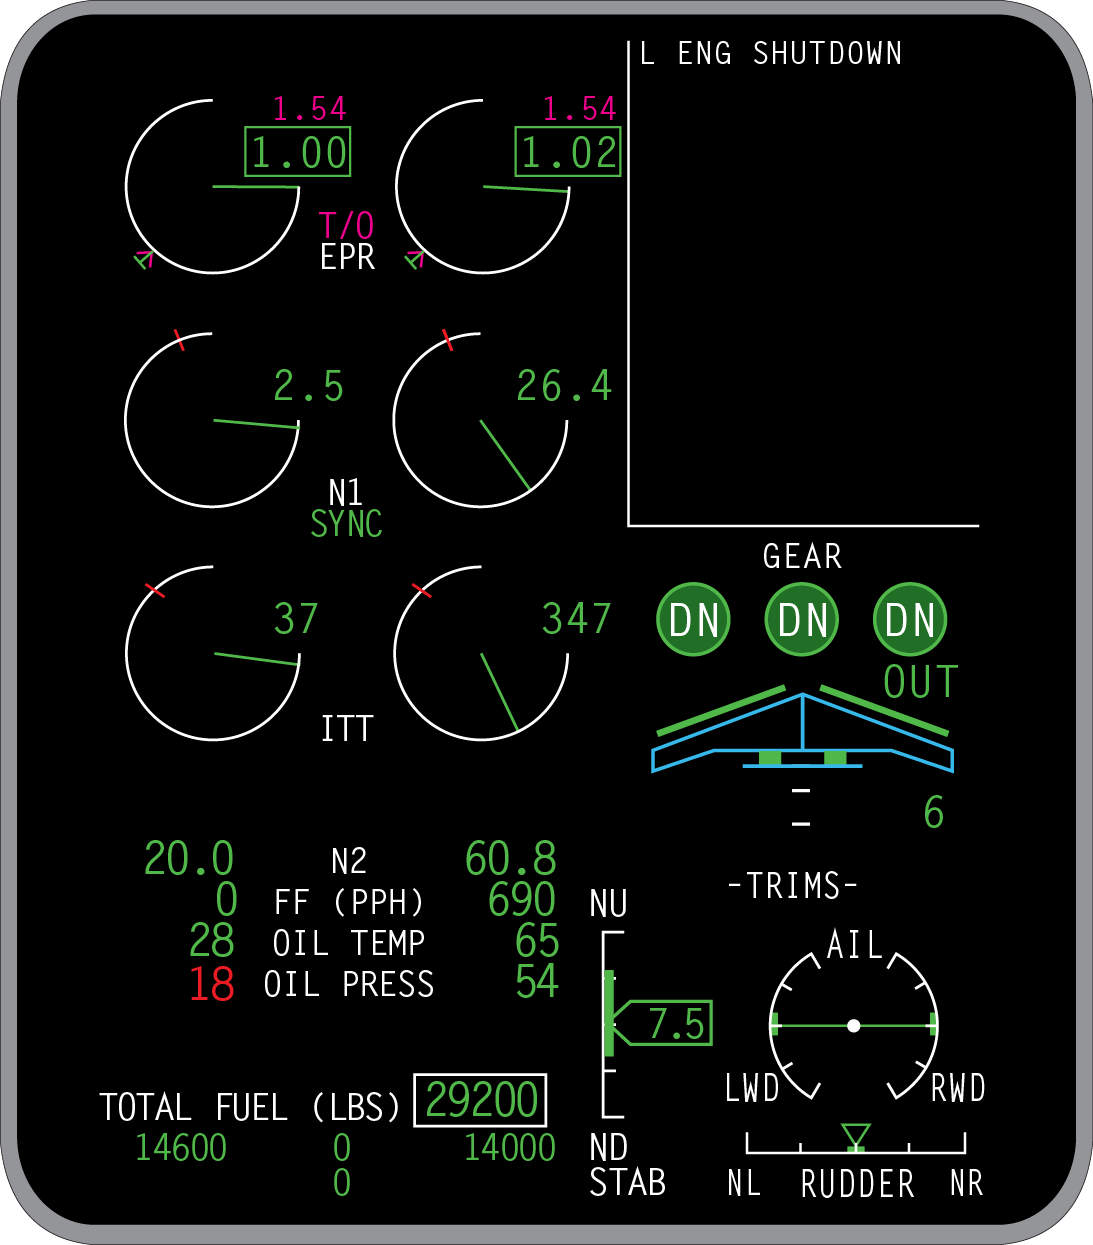 L ENG SHUTDOWN
1.54 1.54
1.00 1.02
T/O
EPR
2.5 26.4
N1
SYNC
GEAR
37 347 DN DN DN
OUT
ITT
6
20.0 N2 60.8
0 FF (PPH) 690
28 OIL TEMP 65
18 OIL PRESS 54
-TRIMS-
NU
AIL
7.5
LWD RWD
TOTAL FUEL (LBS) 29200
14600 0 14000
0
ND
STAB
NL RUDDER NR